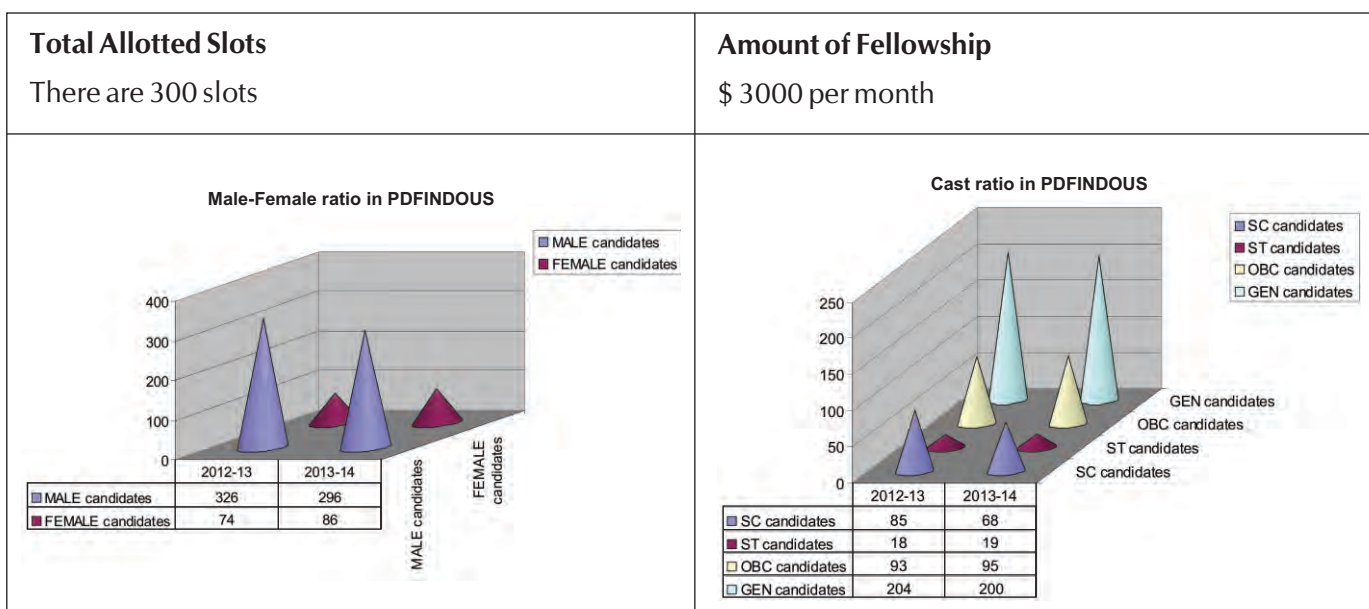 Total Allotted Slots
There are 300 slots
Amount of Fellowship
$ 3000 per month
Male-Female ratio in PDFINDOUS
MALE candidates
FEMALE candidates
400
300
200
100
0
2012-13 2013-14
MALE candidates 326 296
FEMALE candidates 74 86
MALE candidates
FEMALE
candidates
Cast ratio in PDFINDOUS
SC candidates
ST candidates
OBC candidates
GEN candidates
250
200
150
100
50
0
GEN candidates
OBC candidates
ST candidates
SC candidates
2012-13 2013-14
SC candidates 85 68
ST candidates 18 19
OBC candidates 93 95
GEN candidates 204 200